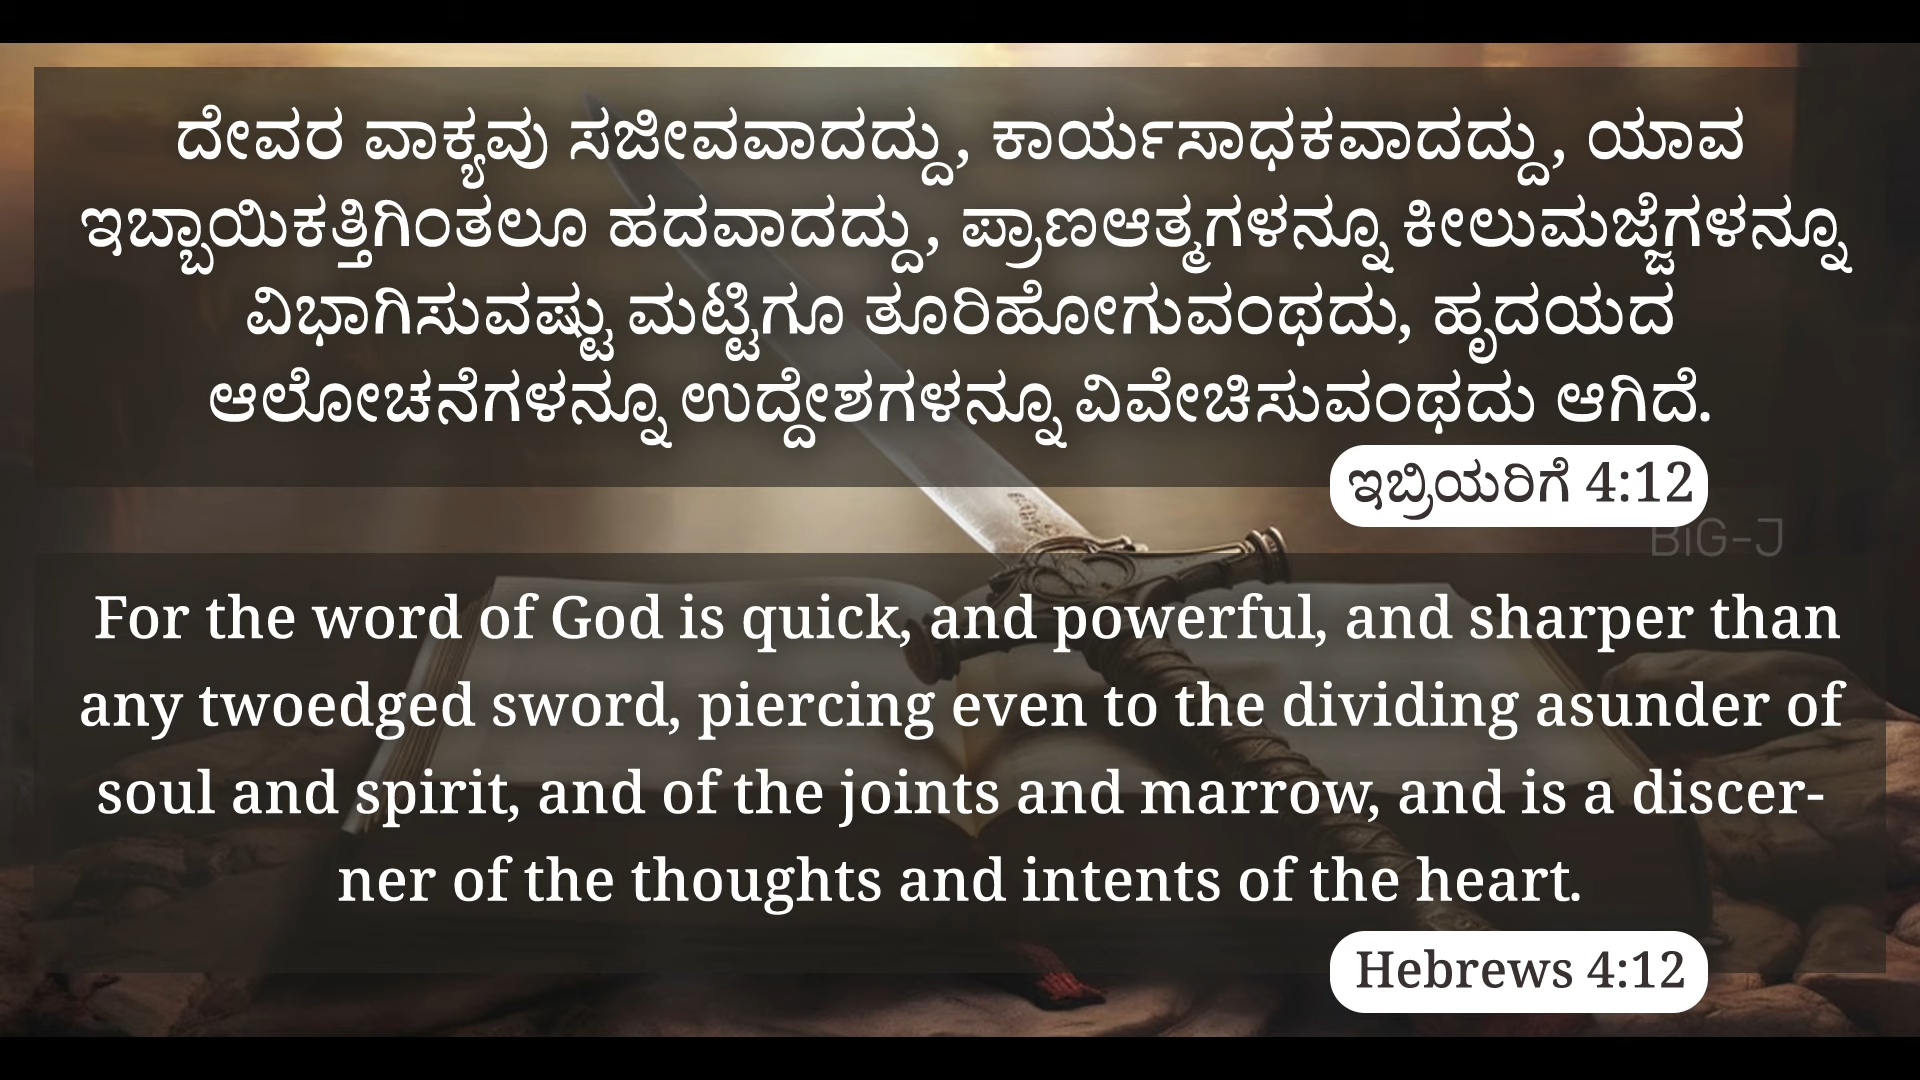 ದೇವರ ವಾಕ್ಯವು ಸಜೀವವಾದದ್ದು, ಕಾರ್ಯಸಾಧಕವಾದದ್ದು, ಯಾವ
ಇಬ್ಬಾಯಿಕತ್ತಿಗಿಂತಲೂ ಹದವಾದದ್ದು, ಪ್ರಾಣಆತ್ಮಗಳನ್ನೂ ಕೀಲುಮಜ್ಜೆಗಳನ್ನೂ
ವಿಭಾಗಿಸುವಷ್ಟು ಮಟ್ಟಿಗೂ ತೂರಿಹೋಗುವಂಥದು, ಹೃದಯದ
ಆಲೋಚನೆಗಳನ್ನೂ ಉದ್ದೇಶಗಳನ್ನೂ ವಿವೇಚಿಸುವಂಥದು ಆಗಿದೆ.
ಇಬ್ರಿಯರಿಗೆ 4:12
BiG-J
For the word of God is quick, and powerful, and sharper than
any twoedged sword, piercing even to the dividing asunder of
soul and spirit, and of the joints and marrow, and is a discer-
ner of the thoughts and intents of the heart.
Hebrews 4:12